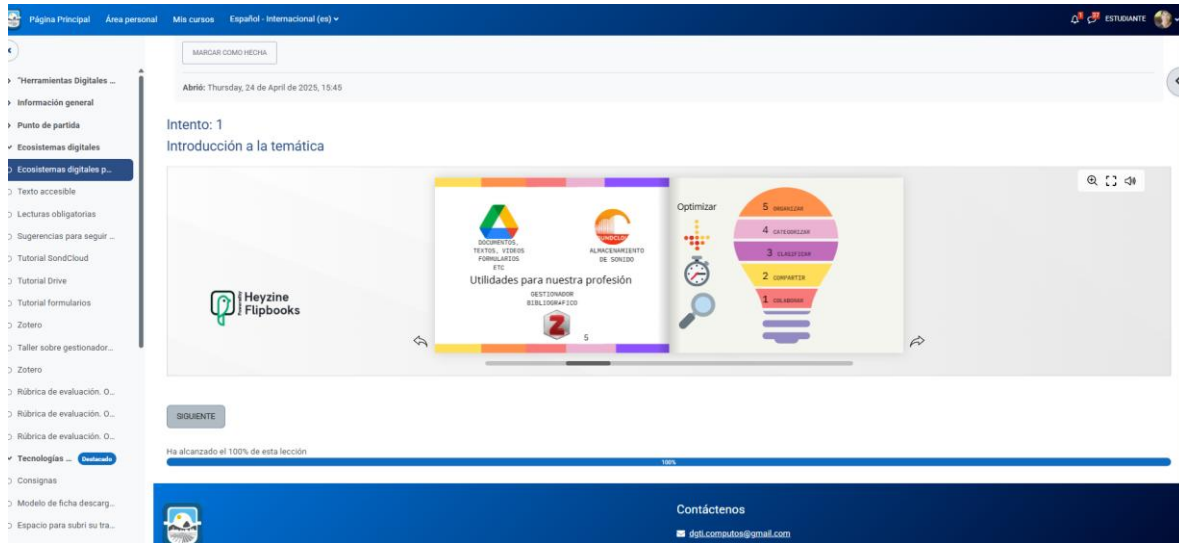 Página Principal
Área personal
Mis cursos
Español - Internacional (es)
ESTUDIANTE
MARCAR COMO HECHA
Abrió: Thursday, 24 de April de 2025, 15:45
"Herramientas Digitales ...
Información general
Punto de partida
Ecosistemas digitales
Ecosistemas digitales p...
Texto accesible
Lecturas obligatorias
Sugerencias para seguir ...
Tutorial SondCloud
Tutorial Drive
Tutorial formularios
Zotero
Taller sobre gestionador...
Zotero
Rúbrica de evaluación. O...
Rúbrica de evaluación. O...
Rúbrica de evaluación. O...
Tecnologías ... Destacado
Consignas
Modelo de ficha descarg...
Espacio para subri su tra...
Intento: 1
Introducción a la temática
Heyzine
Flipbooks
DOCUMENTOS,
TEXTOS, VIDEOS
FORMULARIOS
ETC
ALMACENAMIENTO
DE SONIDO
Utilidades para nuestra profesión
GESTIONADOR
BIBLIOGRAFICO
Z
5
Optimizar
5 ORGANIZAR
4 CATEGORIZAR
3 CLASIFICAR
2 COMPARTIR
1 COLABORAR
SIGUIENTE
Ha alcanzado el 100% de esta lección
100%
Contáctenos
dgti.computos@gmail.com